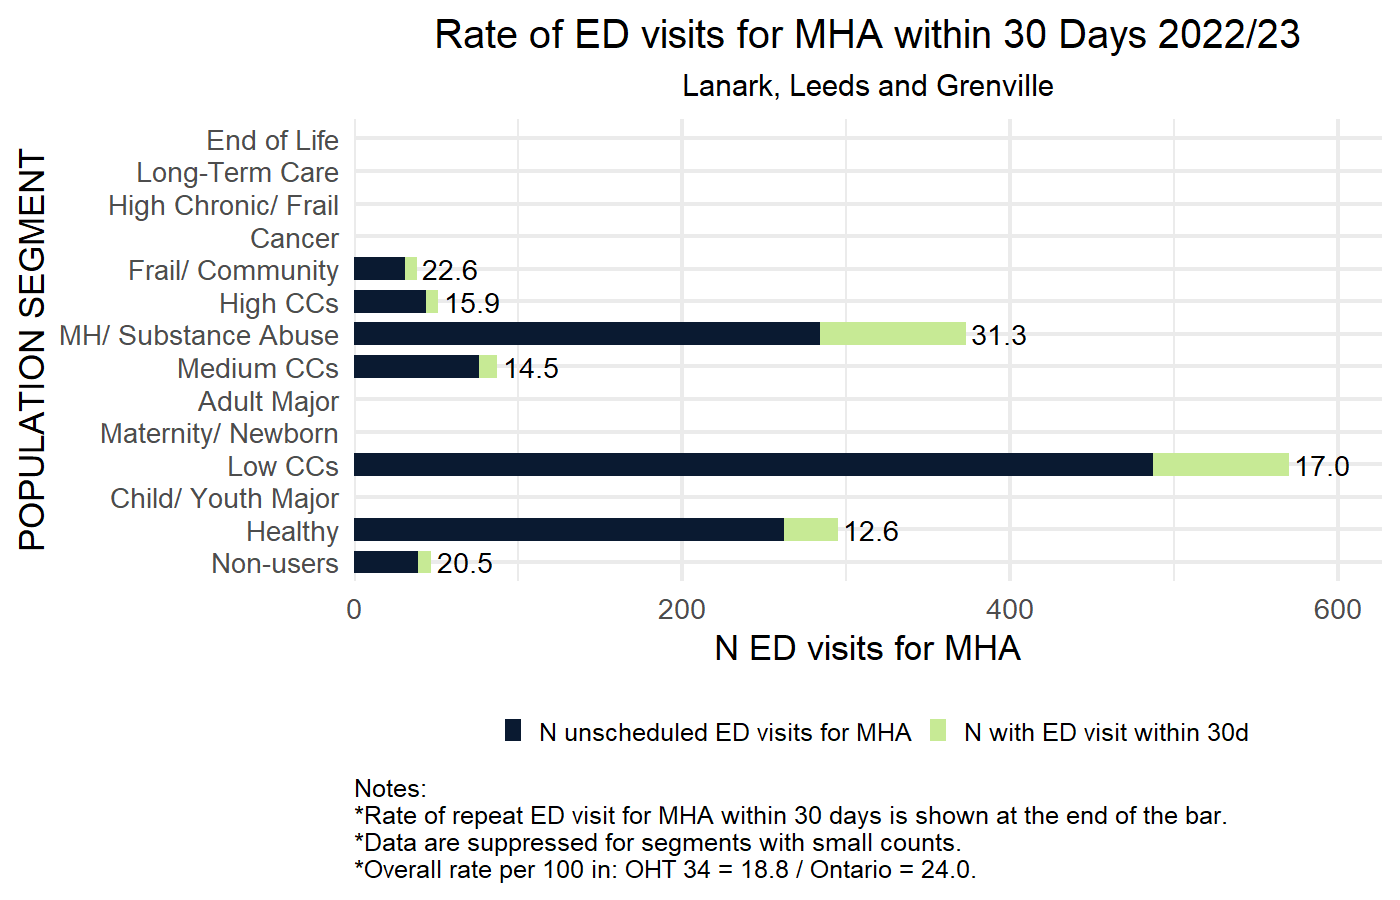 Rate of ED visits for MHA within 30 Days 2022/23
Lanark, Leeds and Grenville
POPULATION SEGMENT
End of Life
Long-Term Care
High Chronic/ Frail
Cancer
Frail/ Community 22.6
High CCs 15.9
MH/ Substance Abuse 31.3
Medium CCs 14.5
Adult Major
Maternity/ Newborn
Low CCs 17.0
Child/ Youth Major
Healthy 12.6
Non-users 20.5
0 200 400 600
N ED visits for MHA
N unscheduled ED visits for MHA N with ED visit within 30d
Notes:
*Rate of repeat ED visit for MHA within 30 days is shown at the end of the bar.
*Data are suppressed for segments with small counts.
*Overall rate per 100 in: OHT 34 = 18.8 / Ontario = 24.0.